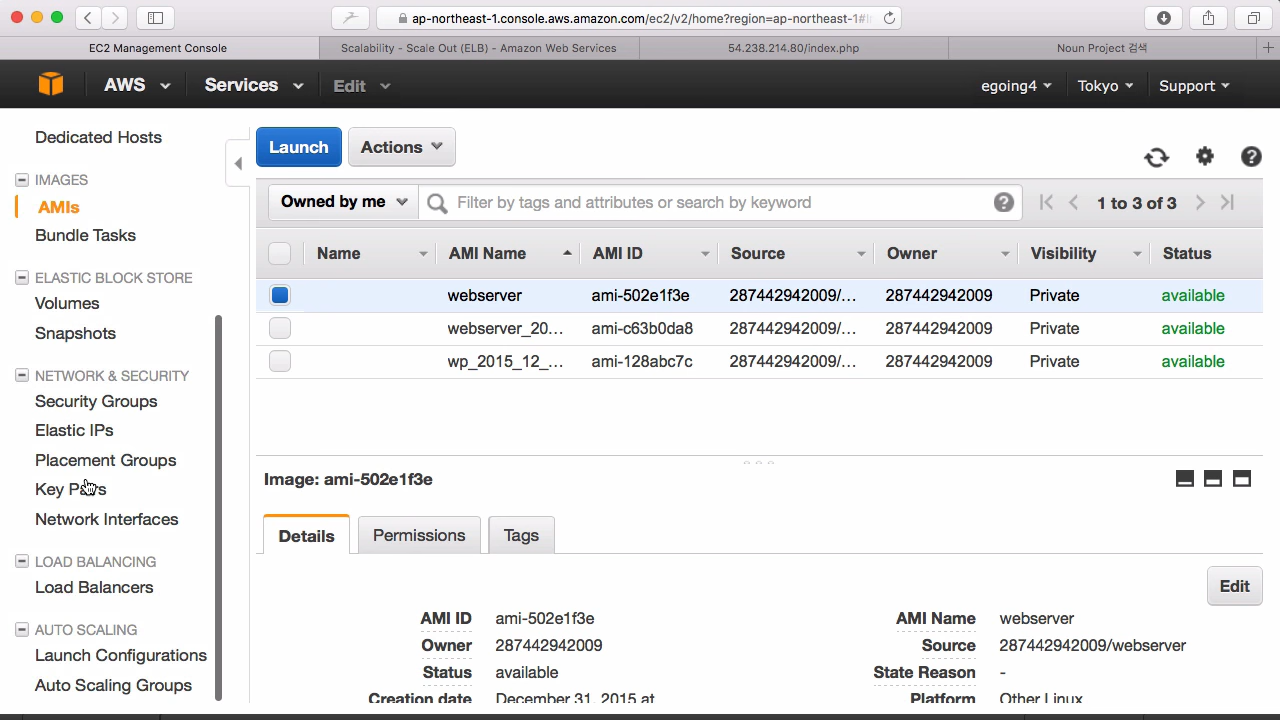 ap-northeast-1.console.aws.amazon.com/ec2/v2/home?region=ap-northeast-1#I
EC2 Management Console
Scalability - Scale Out (ELB) - Amazon Web Services
54.238.214.80/index.php
Noun Project 검색
AWS
Services
Edit
egoing4
Tokyo
Support
Dedicated Hosts
IMAGES
AMIs
Bundle Tasks
ELASTIC BLOCK STORE
Volumes
Snapshots
NETWORK & SECURITY
Security Groups
Elastic IPs
Placement Groups
Key Pairs
Network Interfaces
LOAD BALANCING
Load Balancers
AUTO SCALING
Launch Configurations
Auto Scaling Groups
Launch
Actions
Owned by me
Filter by tags and attributes or search by keyword
1 to 3 of 3
Name AMI Name AMI ID Source Owner Visibility Status
webserver ami-502e1f3e 287442942009/... 287442942009 Private available
webserver_20... ami-c63b0da8 287442942009/... 287442942009 Private available
wp_2015_12_... ami-128abc7c 287442942009/... 287442942009 Private available
Image: ami-502e1f3e
Details
Permissions
Tags
Edit
AMI ID ami-502e1f3e AMI Name webserver
Owner 287442942009 Source 287442942009/webserver
Status available State Reason -
Creation date December 31, 2015 at Platform Other Linux